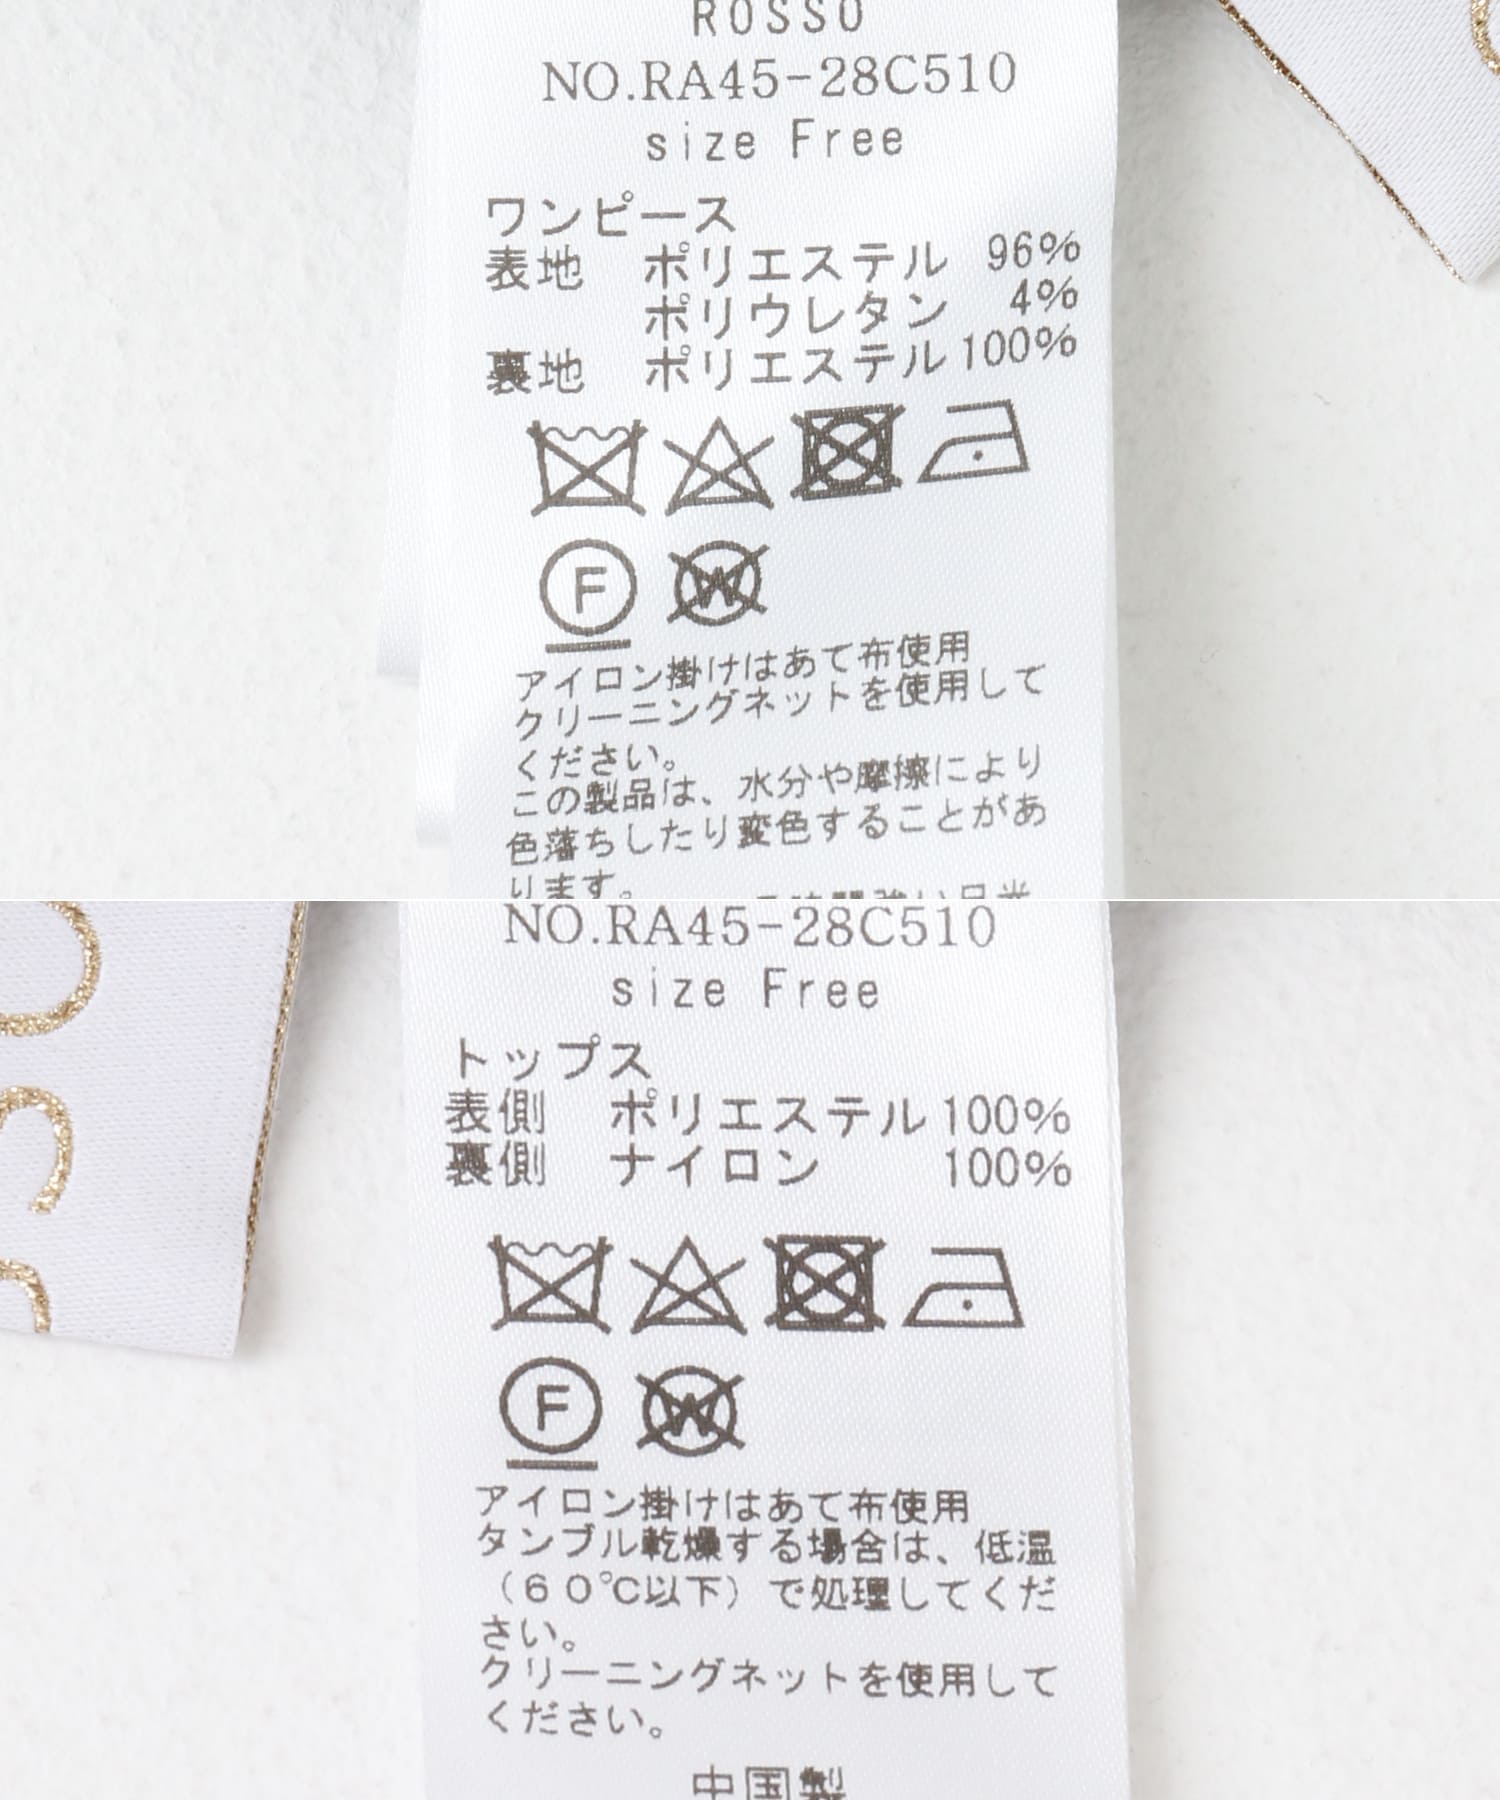 ROSSO
NO.RA45-28C510
size Free
ワンピース
表地 ポリエステル 96%
ポリウレタン 4%
裏地 ポリエステル 100%
F
W
アイロン掛けはあて布使用
クリーニングネットを使用して
ください。
この製品は、水分や摩擦により
色落ちしたり変色することがあ
ります。
NO.RA45-28C510
size Free
トップス
表側 ポリエステル 100%
裏側 ナイロン 100%
F
W
アイロン掛けはあて布使用
タンブル乾燥する場合は、低温
(60℃以下)で処理してくだ
さい。
クリーニングネットを使用して
ください。
中国製